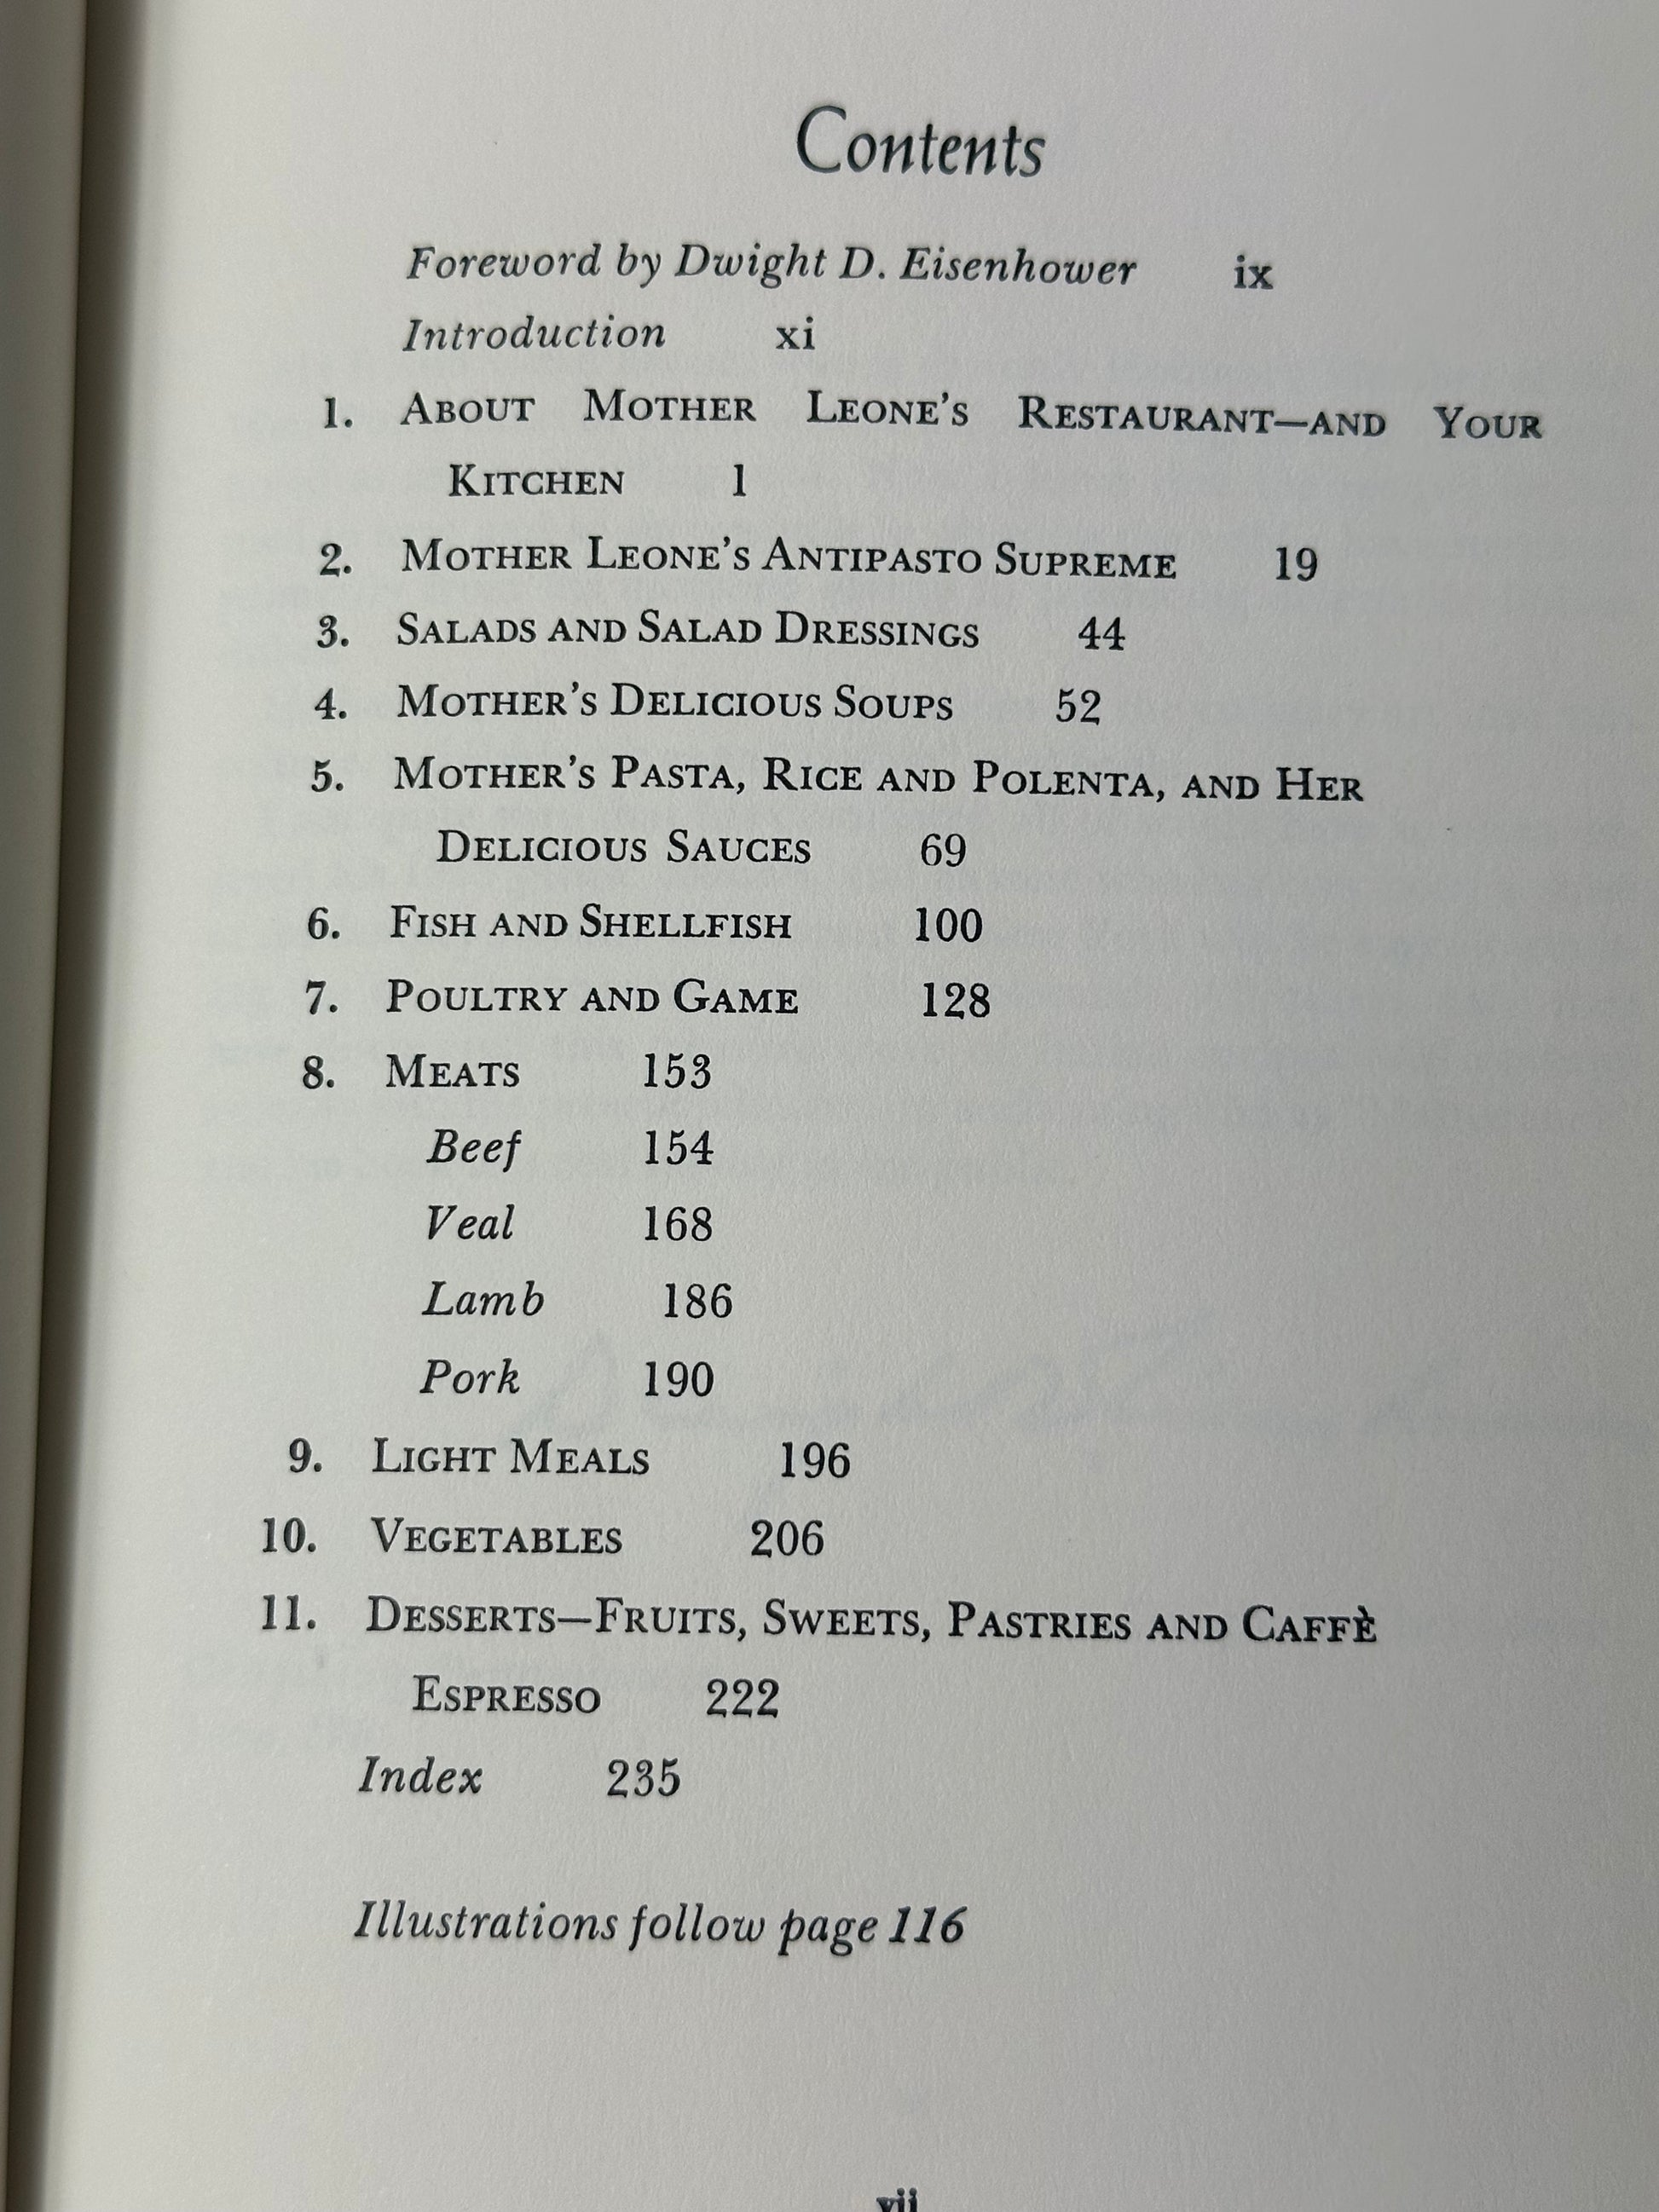 Contents
Foreword by Dwight D. Eisenhower ix
Introduction xi
1. About Mother Leone's Restaurant—and Your
Kitchen 1
2. Mother Leone's Antipasto Supreme 19
3. Salads and Salad Dressings 44
4. Mother's Delicious Soups 52
5. Mother's Pasta, Rice and Polenta, and Her
Delicious Sauces 69
6. Fish and Shellfish 100
7. Poultry and Game 128
8. Meats 153
Beef 154
Veal 168
Lamb 186
Pork 190
9. Light Meals 196
10. Vegetables 206
11. Desserts—Fruits, Sweets, Pastries and Caffè
Espresso 222
Index 235
Illustrations follow page 116
vii